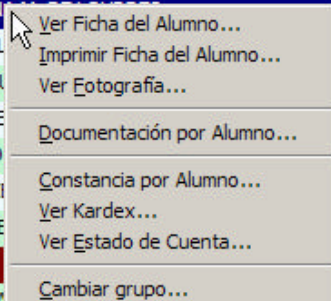 Ver Ficha del Alumno...
Imprimir Ficha del Alumno...
Ver Fotografía...
Documentación por Alumno...
Constancia por Alumno...
Ver Kardex...
Ver Estado de Cuenta...
Cambiar grupo...